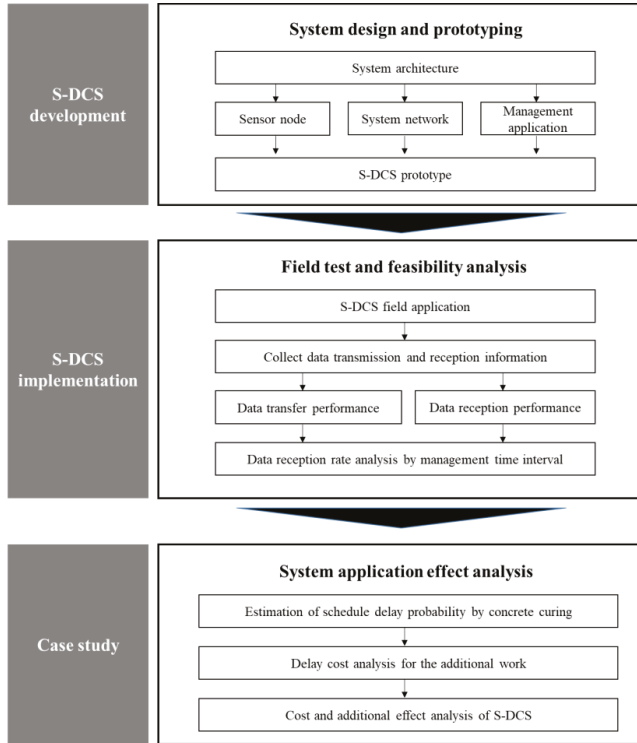 S-DCS
development
System design and prototyping
System architecture
Sensor node
System network
Management
application
S-DCS prototype
S-DCS
implementation
Field test and feasibility analysis
S-DCS field application
Collect data transmission and reception information
Data transfer performance
Data reception performance
Data reception rate analysis by management time interval
Case study
System application effect analysis
Estimation of schedule delay probability by concrete curing
Delay cost analysis for the additional work
Cost and additional effect analysis of S-DCS